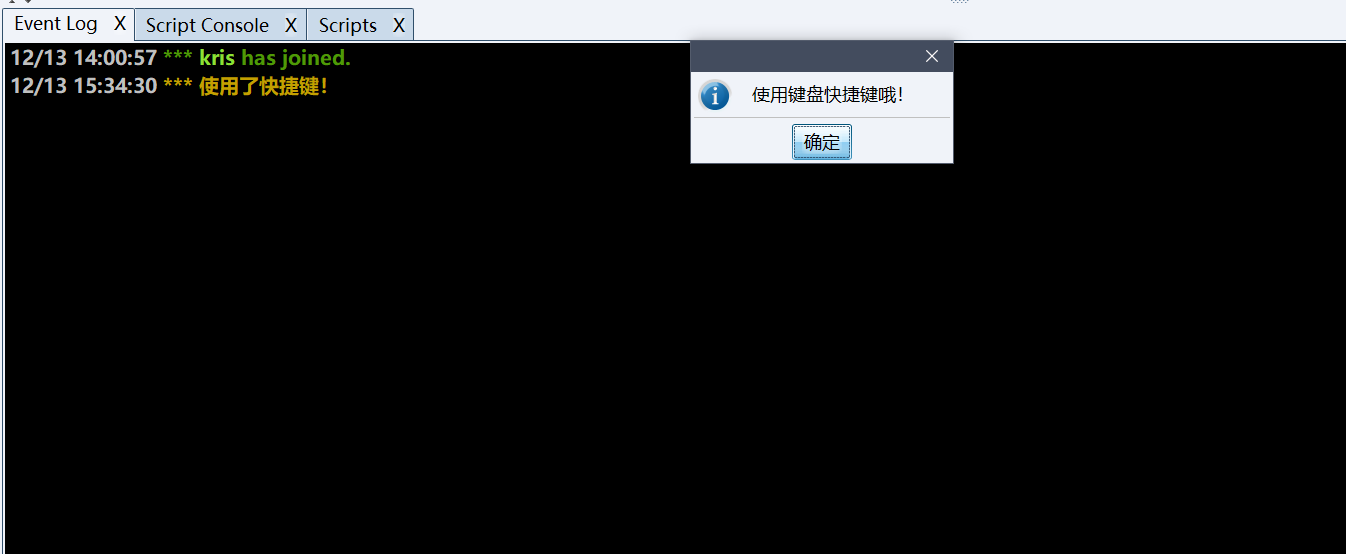 Event Log X Script Console X Scripts X
12/13 14:00:57 *** kris has joined.
12/13 15:34:30 *** 使用了快捷键!
使用键盘快捷键哦!
确定